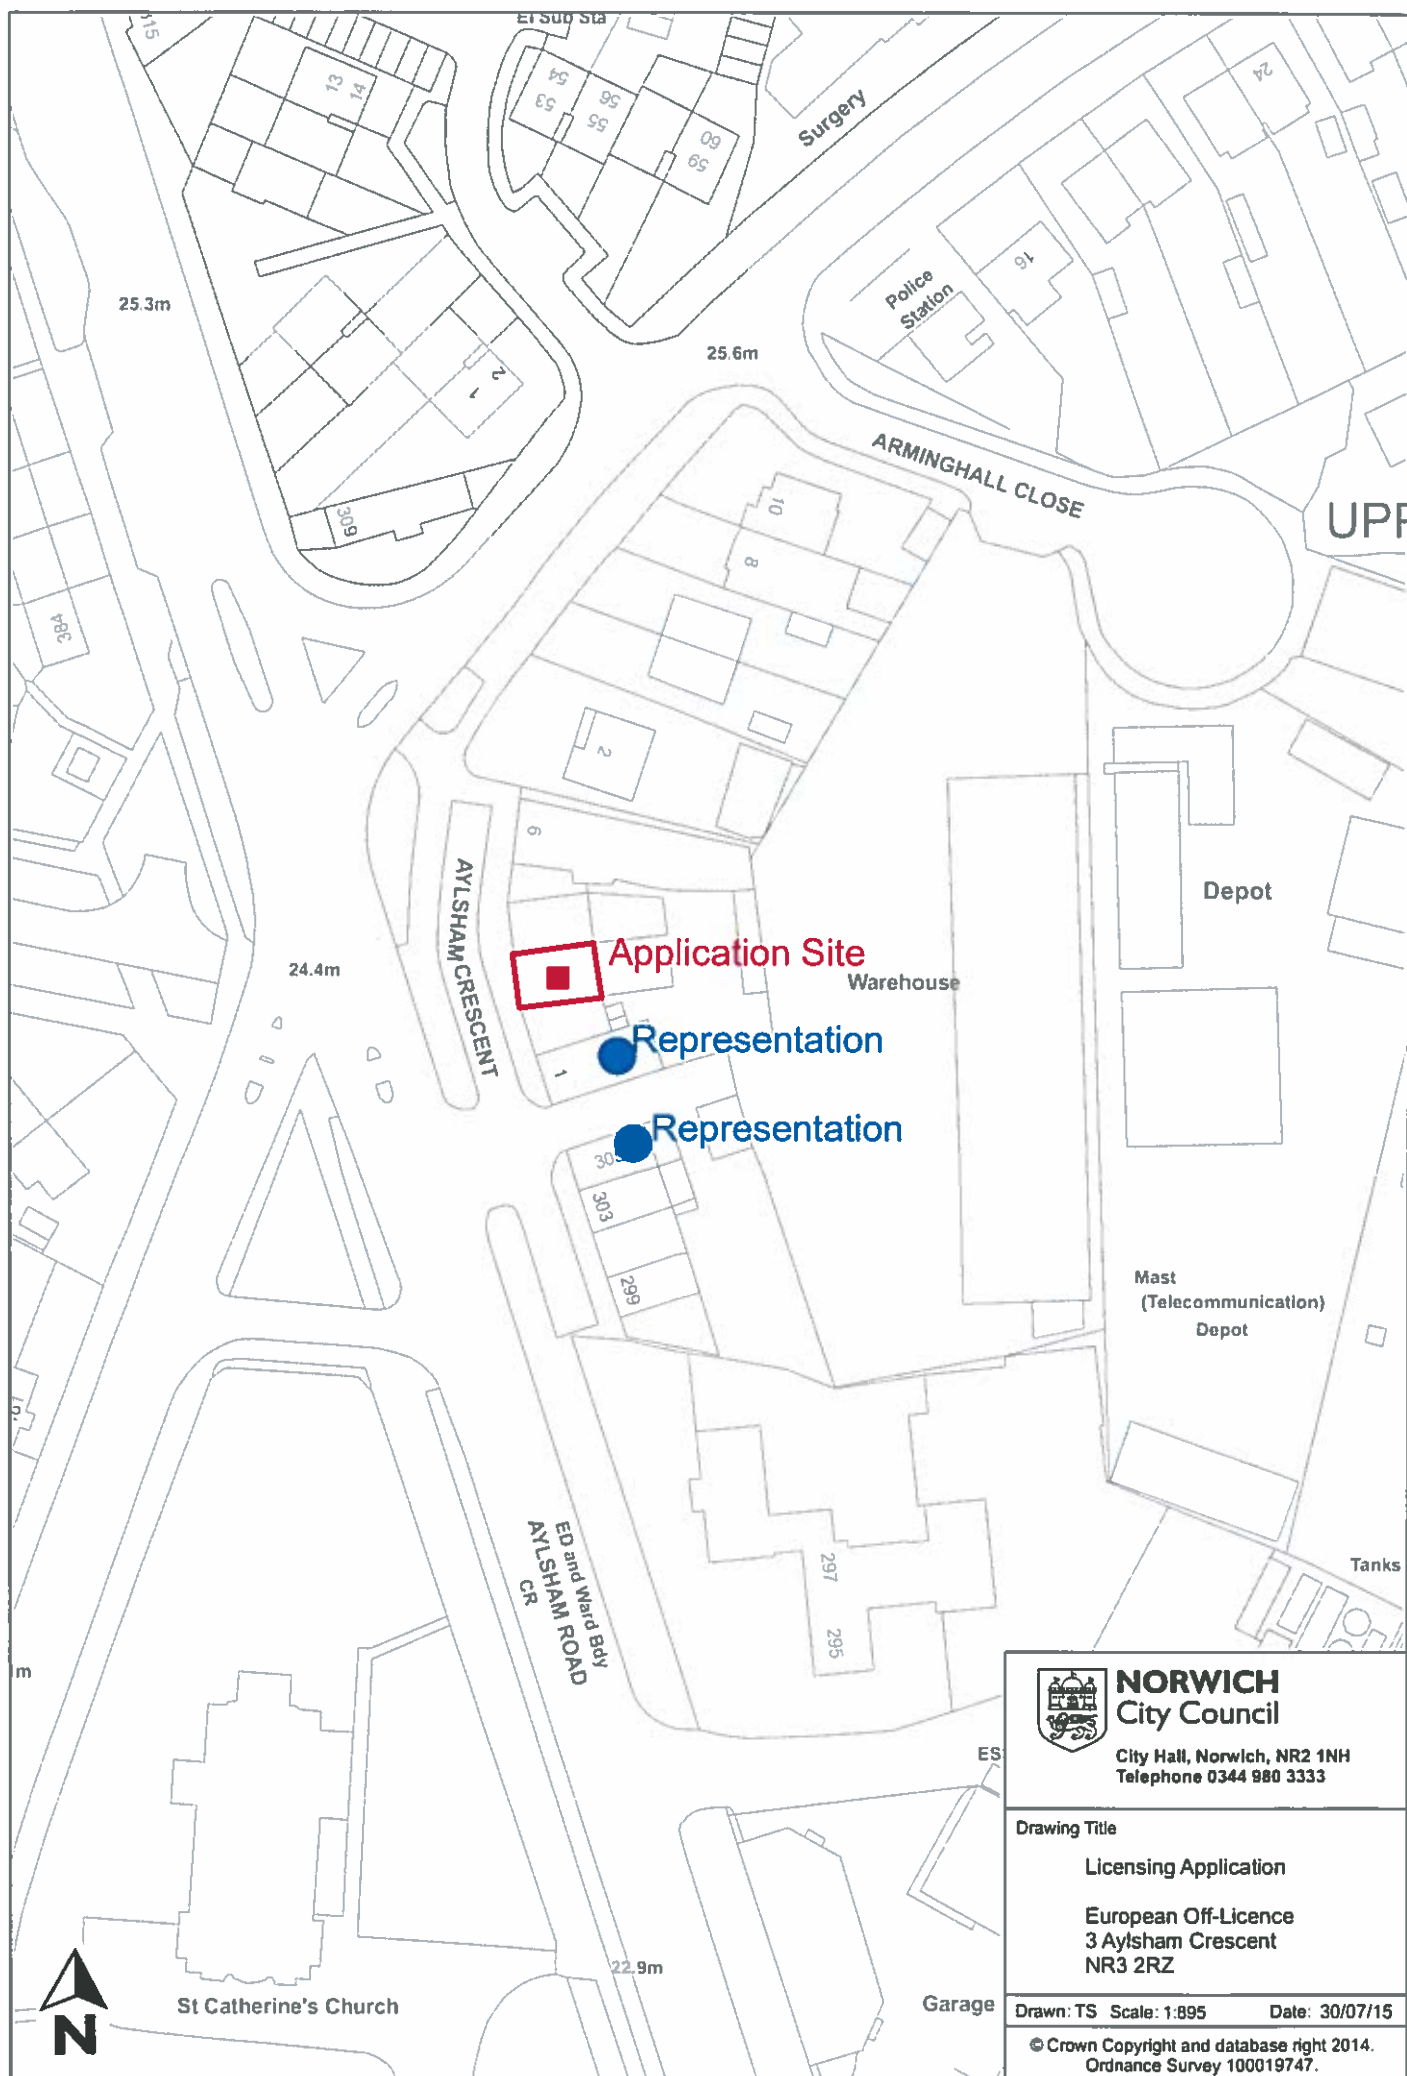 El Sub Sta
315
13
14
54
53
56
55
60
59
Surgery
24
25.3m
Police
Station
16
25.6m
1
2
ARMINGHALL CLOSE
UPP
309
10
8
384
2
6
AYLSHAM CRESCENT
Depot
Application Site
24.4m
Warehouse
Representation
1
Representation
303
299
Mast
(Telecommunication)
Depot
ED and Ward Bdy
AYLSHAM ROAD
CR
297
295
Tanks
m
NORWICH
City Council
City Hall, Norwich, NR2 1NH
Telephone 0344 980 3333
ES
Drawing Title
Licensing Application
European Off-Licence
3 Aylsham Crescent
NR3 2RZ
22.9m
St Catherine's Church
Garage
N
Drawn: TS Scale: 1:895 Date: 30/07/15
© Crown Copyright and database right 2014.
Ordnance Survey 100019747.